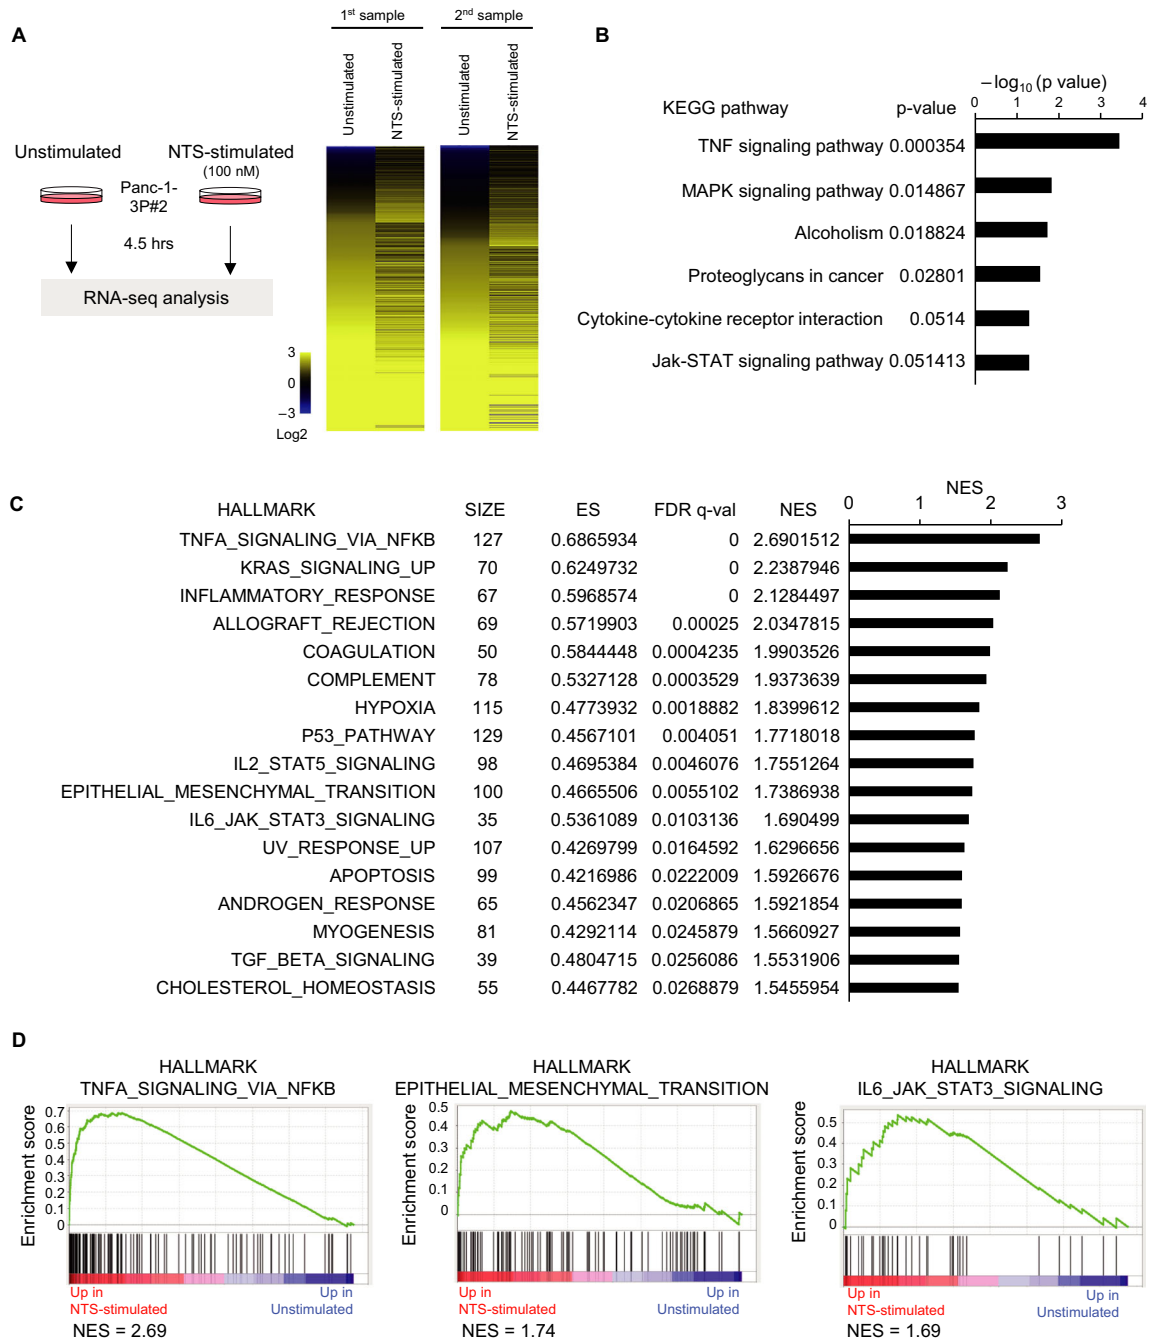 A
1st sample
2nd sample
Unstimulated
NTS-stimulated
Unstimulated
NTS-stimulated
Unstimulated
NTS-stimulated
(100 nM)
Panc-1-
3P#2
4.5 hrs
RNA-seq analysis
3
0
−3
Log2
B
−log10 (p value)
KEGG pathway p-value 0 1 2 3 4
TNF signaling pathway 0.000354
MAPK signaling pathway 0.014867
Alcoholism 0.018824
Proteoglycans in cancer 0.02801
Cytokine-cytokine receptor interaction 0.0514
Jak-STAT signaling pathway 0.051413
C
NES
HALLMARK SIZE ES FDR q-val NES 0 1 2 3
TNFA_SIGNALING_VIA_NFKB 127 0.6865934 0 2.6901512
KRAS_SIGNALING_UP 70 0.6249732 0 2.2387946
INFLAMMATORY_RESPONSE 67 0.5968574 0 2.1284497
ALLOGRAFT_REJECTION 69 0.5719903 0.00025 2.0347815
COAGULATION 50 0.5844448 0.0004235 1.9903526
COMPLEMENT 78 0.5327128 0.0003529 1.9373639
HYPOXIA 115 0.4773932 0.0018882 1.8399612
P53_PATHWAY 129 0.4567101 0.004051 1.7718018
IL2_STAT5_SIGNALING 98 0.4695384 0.0046076 1.7551264
EPITHELIAL_MESENCHYMAL_TRANSITION 100 0.4665506 0.0055102 1.7386938
IL6_JAK_STAT3_SIGNALING 35 0.5361089 0.0103136 1.690499
UV_RESPONSE_UP 107 0.4269799 0.0164592 1.6296656
APOPTOSIS 99 0.4216986 0.0222009 1.5926676
ANDROGEN_RESPONSE 65 0.4562347 0.0206865 1.5921854
MYOGENESIS 81 0.4292114 0.0245879 1.5660927
TGF_BETA_SIGNALING 39 0.4804715 0.0256086 1.5531906
CHOLESTEROL_HOMEOSTASIS 55 0.4467782 0.0268879 1.5455954
D
HALLMARK
TNFA_SIGNALING_VIA_NFKB
Enrichment score
0.7
0.6
0.5
0.4
0.3
0.2
0.1
0
Up in
NTS-stimulated
Up in
Unstimulated
NES = 2.69
HALLMARK
EPITHELIAL_MESENCHYMAL_TRANSITION
Enrichment score
0.5
0.4
0.3
0.2
0.1
0
Up in
NTS-stimulated
Up in
Unstimulated
NES = 1.74
HALLMARK
IL6_JAK_STAT3_SIGNALING
Enrichment score
0.5
0.4
0.3
0.2
0.1
0
Up in
NTS-stimulated
Up in
Unstimulated
NES = 1.69